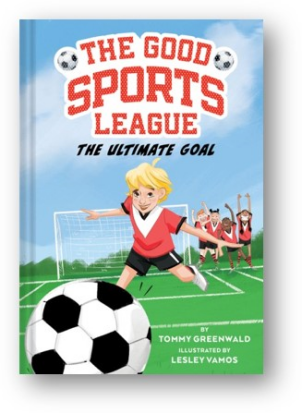 THE GOOD
SPORTS
LEAGUE
THE ULTIMATE GOAL
BY
TOMMY GREENWALD
ILLUSTRATED BY
LESLEY VAMOS